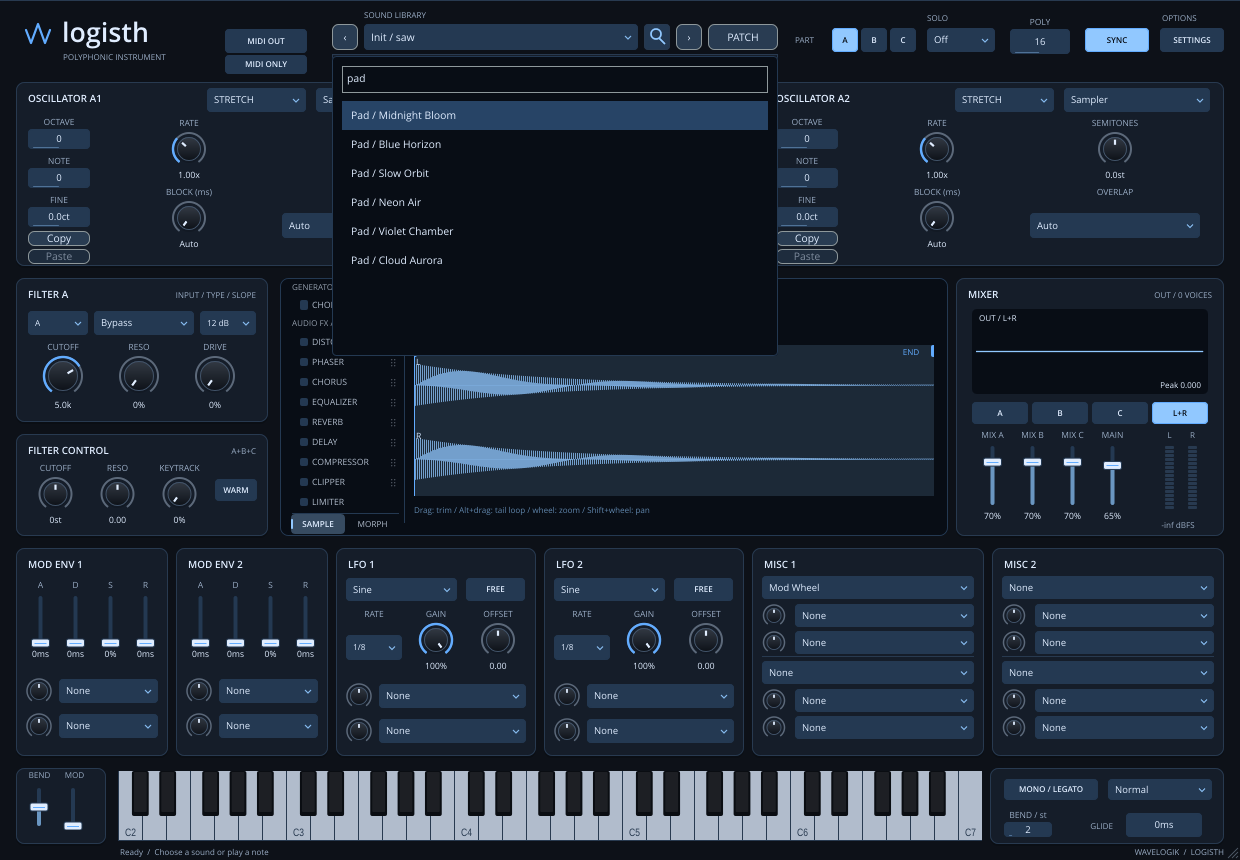 logisth
POLYPHONIC INSTRUMENT
MIDI OUT
MIDI ONLY
SOUND LIBRARY
‹
Init / saw
›
PATCH
PART
A
B
C
SOLO
Off
POLY
16
SYNC
OPTIONS
SETTINGS
pad
Pad / Midnight Bloom
Pad / Blue Horizon
Pad / Slow Orbit
Pad / Neon Air
Pad / Violet Chamber
Pad / Cloud Aurora
OSCILLATOR A1
STRETCH
Sa
OCTAVE
0
NOTE
0
FINE
0.0ct
Copy
Paste
RATE
1.00x
BLOCK (ms)
Auto
Auto
OSCILLATOR A2
STRETCH
Sampler
OCTAVE
0
NOTE
0
FINE
0.0ct
Copy
Paste
RATE
1.00x
BLOCK (ms)
Auto
SEMITONES
0.0st
OVERLAP
Auto
FILTER A
INPUT / TYPE / SLOPE
A
Bypass
12 dB
CUTOFF
RESO
DRIVE
5.0k
0%
0%
FILTER CONTROL
A+B+C
CUTOFF
RESO
KEYTRACK
WARM
0st
0.00
0%
GENERATO
CHO
AUDIO FX /
DISTO
PHASER
CHORUS
EQUALIZER
REVERB
DELAY
COMPRESSOR
CLIPPER
LIMITER
SAMPLE
MORPH
END
L
R
Drag: trim / Alt+drag: tail loop / wheel: zoom / Shift+wheel: pan
MIXER
OUT / 0 VOICES
OUT / L+R
Peak 0.000
A
B
C
L+R
MIX A
MIX B
MIX C
MAIN
L
R
70%
70%
70%
65%
-inf dBFS
MOD ENV 1
A
D
S
R
0ms
0ms
0%
0ms
None
None
MOD ENV 2
A
D
S
R
0ms
0ms
0%
0ms
None
None
LFO 1
Sine
FREE
RATE
GAIN
OFFSET
1/8
100%
0.00
None
None
LFO 2
Sine
FREE
RATE
GAIN
OFFSET
1/8
100%
0.00
None
None
MISC 1
Mod Wheel
None
None
None
None
None
MISC 2
None
None
None
None
None
None
BEND
MOD
C2
C3
C4
C5
C6
C7
MONO / LEGATO
Normal
BEND / st
2
GLIDE
0ms
Ready / Choose a sound or play a note
WAVELOGIK / LOGISTH